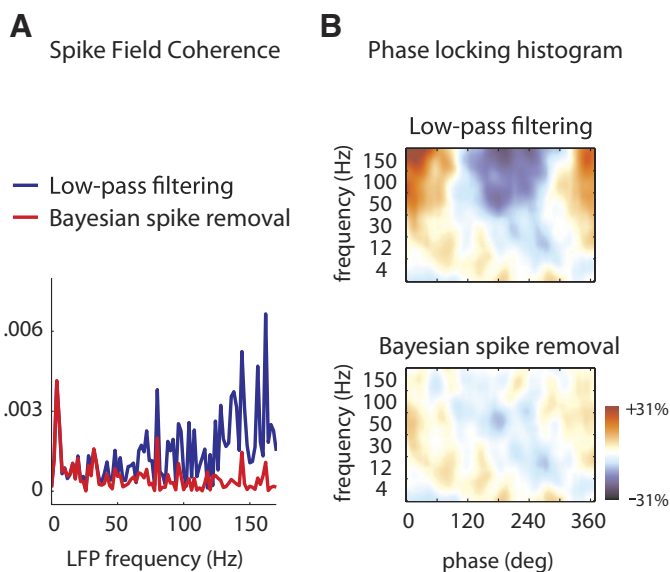 A
Spike Field Coherence
Low-pass filtering
Bayesian spike removal
.006
.003
0
0
50
100
150
LFP frequency (Hz)
B
Phase locking histogram
Low-pass filtering
frequency (Hz)
150
100
50
30
12
4
Bayesian spike removal
frequency (Hz)
150
100
50
30
12
4
+31%
-31%
0
120
240
360
phase (deg)